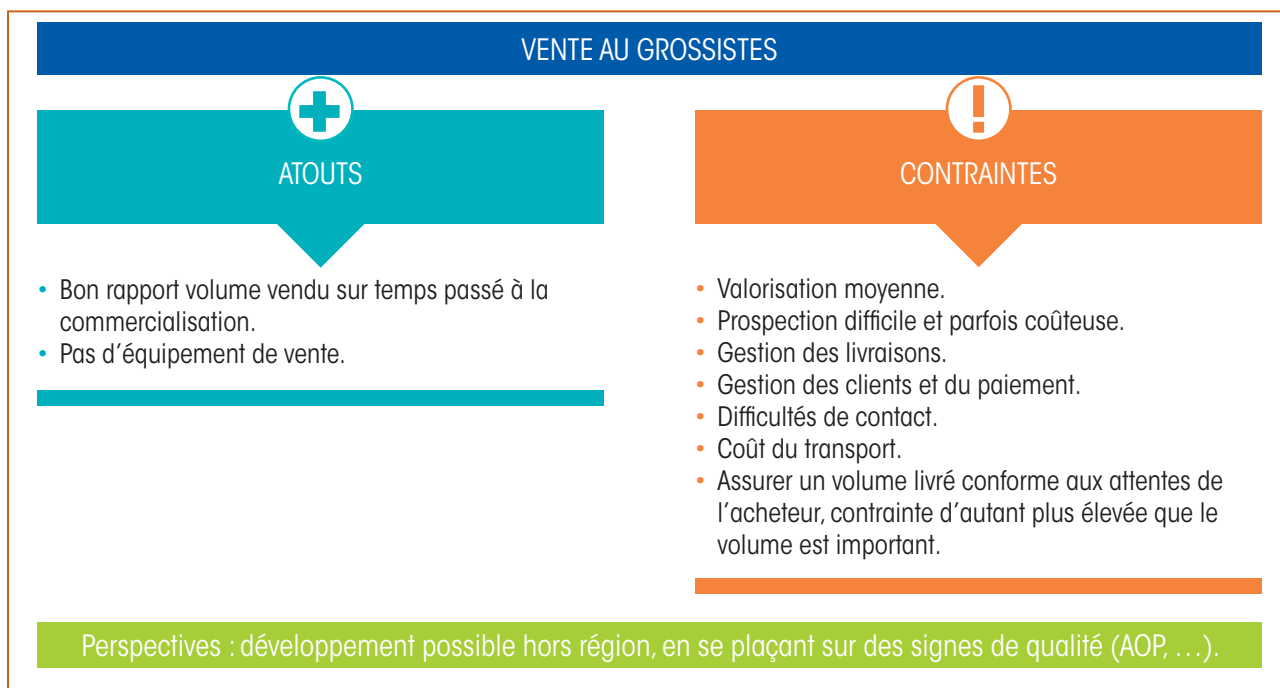 VENTE AU GROSSISTES
ATOUTS
• Bon rapport volume vendu sur temps passé à la
commercialisation.
• Pas d'équipement de vente.
CONTRAINTES
• Valorisation moyenne.
• Prospection difficile et parfois coûteuse.
• Gestion des livraisons.
• Gestion des clients et du paiement.
• Difficultés de contact.
• Coût du transport.
• Assurer un volume livré conforme aux attentes de
l'acheteur, contrainte d'autant plus élevée que le
volume est important.
Perspectives : développement possible hors région, en se plaçant sur des signes de qualité (AOP, …).